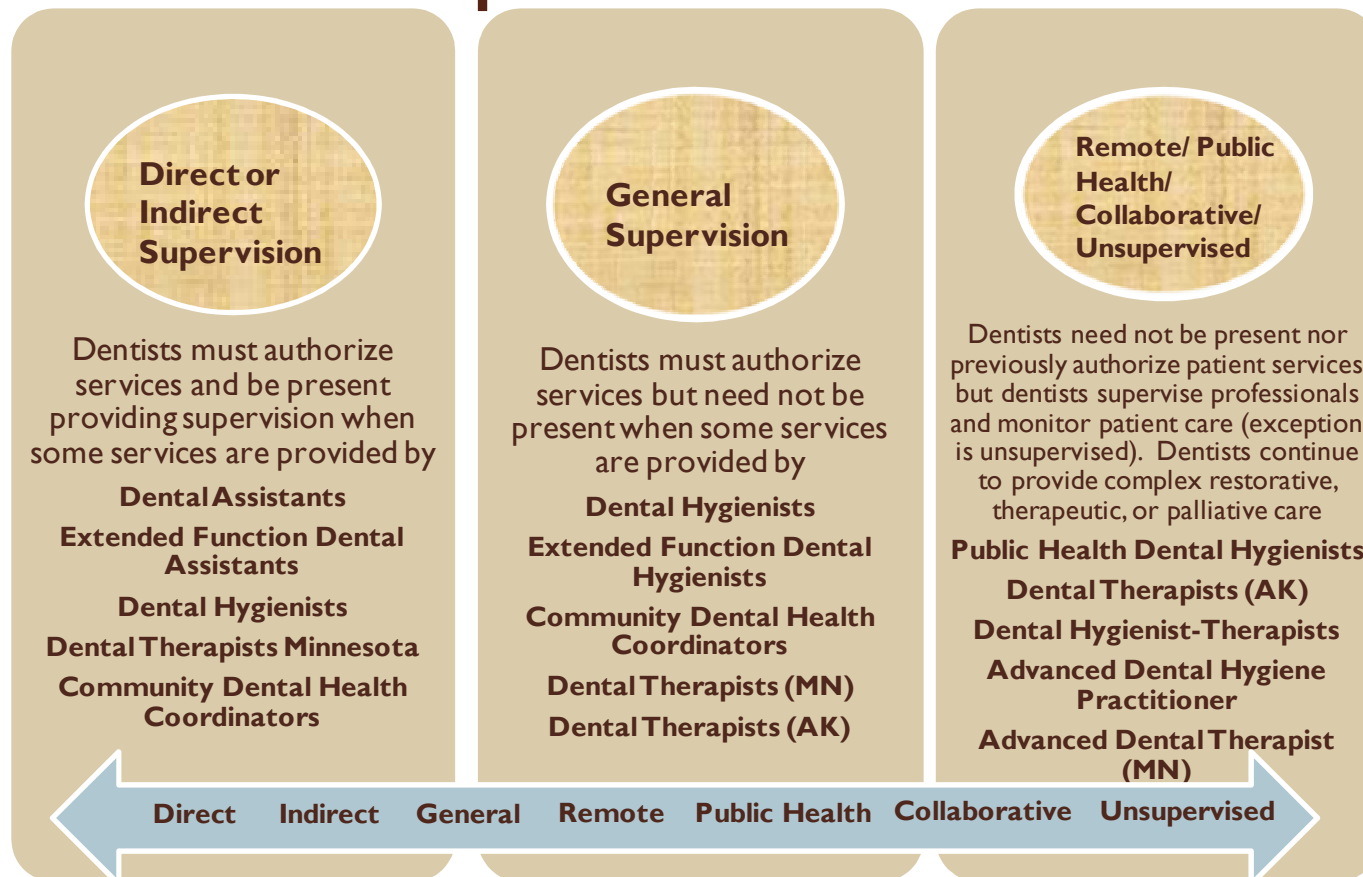 Direct or
Indirect
Supervision
Dentists must authorize
services and be present
providing supervision when
some services are provided by
Dental Assistants
Extended Function Dental
Assistants
Dental Hygienists
Dental Therapists Minnesota
Community Dental Health
Coordinators
General
Supervision
Dentists must authorize
services but need not be
present when some services
are provided by
Dental Hygienists
Extended Function Dental
Hygienists
Community Dental Health
Coordinators
Dental Therapists (MN)
Dental Therapists (AK)
Remote/ Public
Health/
Collaborative/
Unsupervised
Dentists need not be present nor
previously authorize patient services
but dentists supervise professionals
and monitor patient care (exception
is unsupervised). Dentists continue
to provide complex restorative,
therapeutic, or palliative care
Public Health Dental Hygienists
Dental Therapists (AK)
Dental Hygienist-Therapists
Advanced Dental Hygiene
Practitioner
Advanced Dental Therapist
(MN)
Direct Indirect General Remote Public Health Collaborative Unsupervised